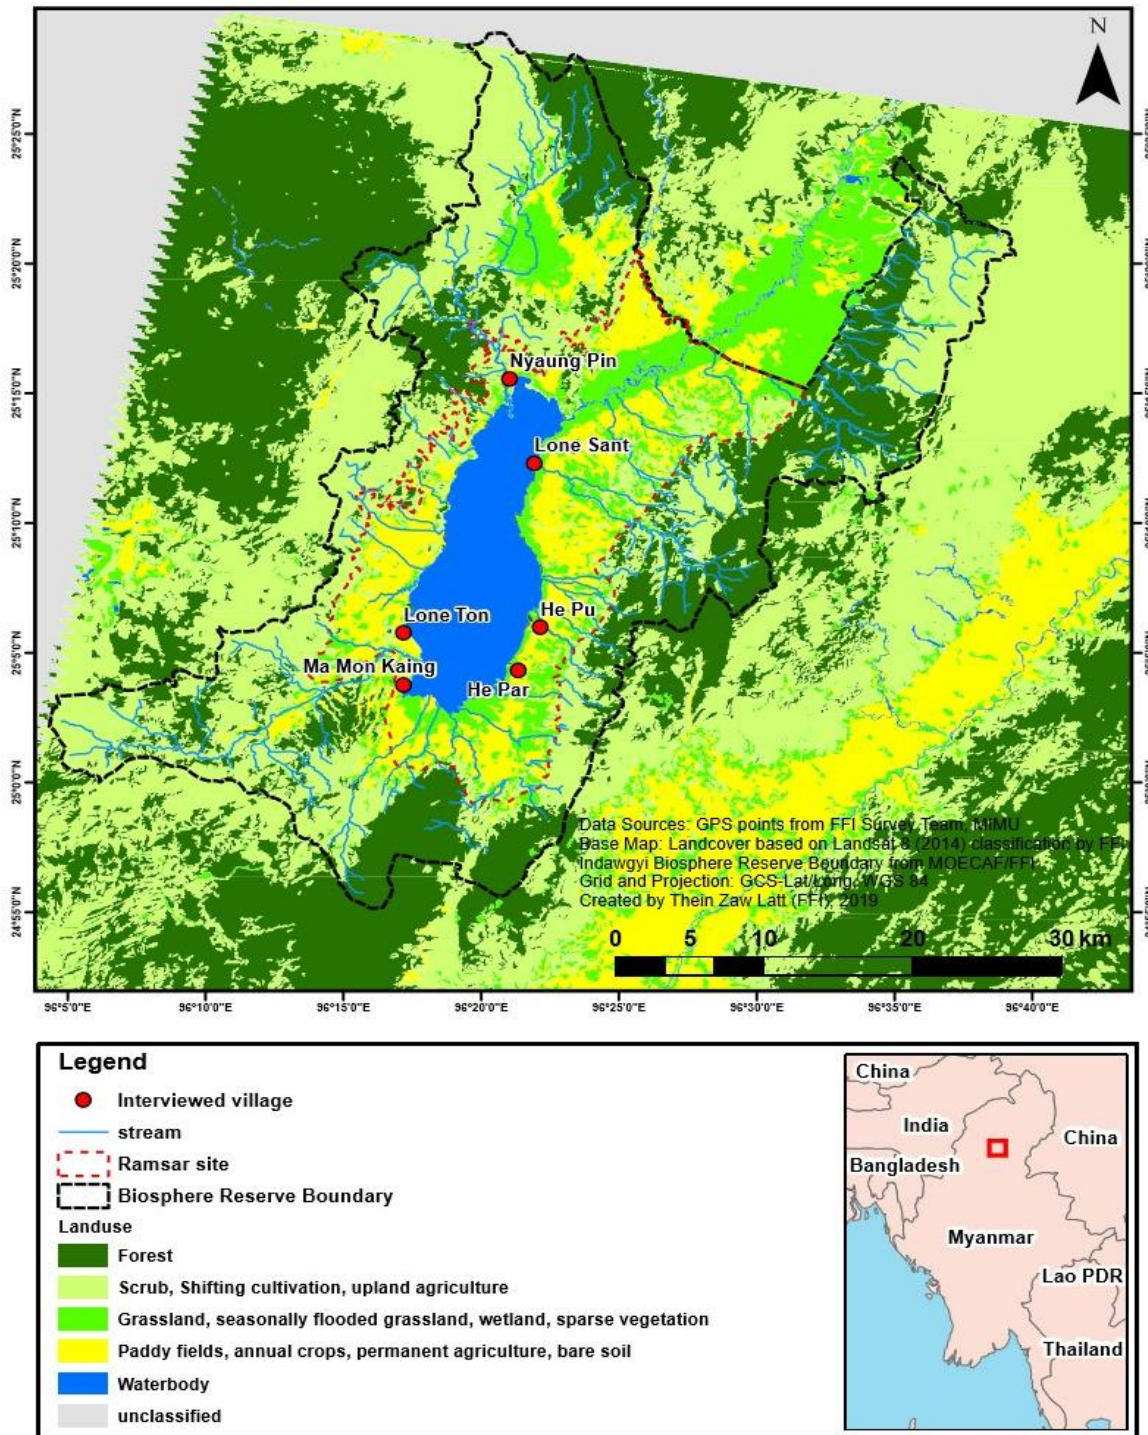 N
25°25'0"N
25°20'0"N
25°15'0"N
25°10'0"N
25°5'0"N
25°0'0"N
24°55'0"N
Nyaung Pin
Lone Sant
Lone Ton
He Pu
Ma Mon Kaing
He Par
Data Sources: GPS points from FFI Survey Team, MIMU
Base Map: Landcover based on Landsat 8 (2014) classification by FFI
Indawgyi Biosphere Reserve Boundary from MOECAF/FFI
Grid and Projection: GCS-Lat/Long, WGS 84
Created by Thein Zaw Latt (FFI), 2019
0 5 10 20 30 km
96°5'0"E 96°10'0"E 96°15'0"E 96°20'0"E 96°25'0"E 96°30'0"E 96°35'0"E 96°40'0"E
Legend
Interviewed village
stream
Ramsar site
Biosphere Reserve Boundary
Landuse
Forest
Scrub, Shifting cultivation, upland agriculture
Grassland, seasonally flooded grassland, wetland, sparse vegetation
Paddy fields, annual crops, permanent agriculture, bare soil
Waterbody
unclassified
China
India
China
Bangladesh
Myanmar
Lao PDR
Thailand